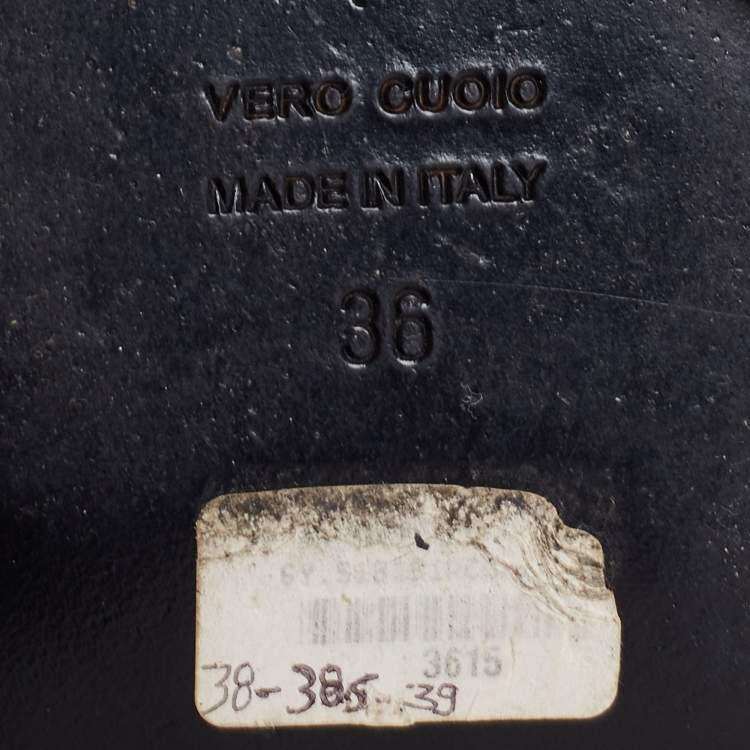 VERO CUOIO
MADE IN ITALY
36
3615
38-38.5-39